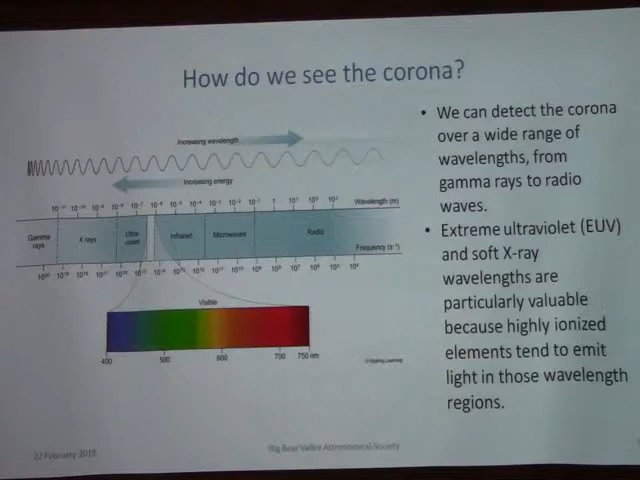 How do we see the corona?
Increasing wavelength
Increasing energy
Wavelength (m)
Gamma rays
X rays
Ultra-violet
Infrared
Microwaves
Radio
Frequency (s⁻¹)
Visible
400 500 600 700 750 nm
• We can detect the corona
over a wide range of
wavelengths, from
gamma rays to radio
waves.
• Extreme ultraviolet (EUV)
and soft X-ray
wavelengths are
particularly valuable
because highly ionized
elements tend to emit
light in those wavelength
regions.
22 February 2018
Big Bear Valley Astronomical Society